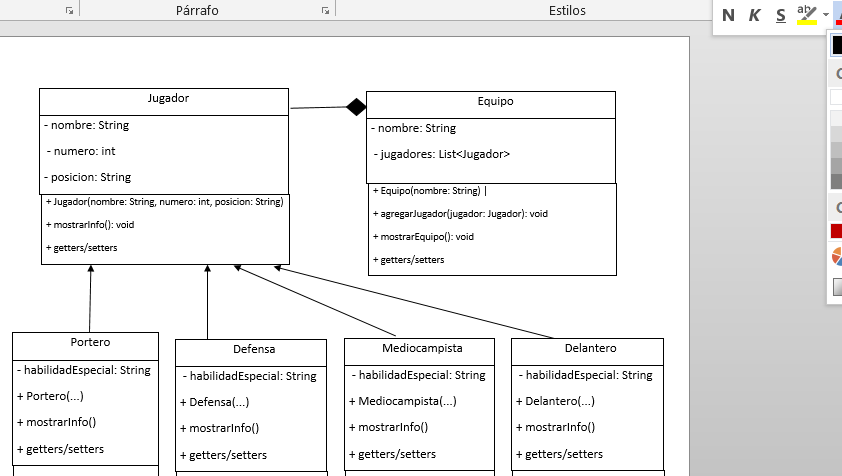 Párrafo
Estilos
N K S ab
Jugador
- nombre: String
- numero: int
- posicion: String
+ Jugador(nombre: String, numero: int, posicion: String)
+ mostrarInfo(): void
+ getters/setters
Equipo
- nombre: String
- jugadores: List<Jugador>
+ Equipo(nombre: String) |
+ agregarJugador(jugador: Jugador): void
+ mostrarEquipo(): void
+ getters/setters
Portero
- habilidadEspecial: String
+ Portero(...)
+ mostrarInfo()
+ getters/setters
Defensa
- habilidadEspecial: String
+ Defensa(...)
+ mostrarInfo()
+ getters/setters
Mediocampista
- habilidadEspecial: String
+ Mediocampista(...)
+ mostrarInfo()
+ getters/setters
Delantero
- habilidadEspecial: String
+ Delantero(...)
+ mostrarInfo()
+ getters/setters